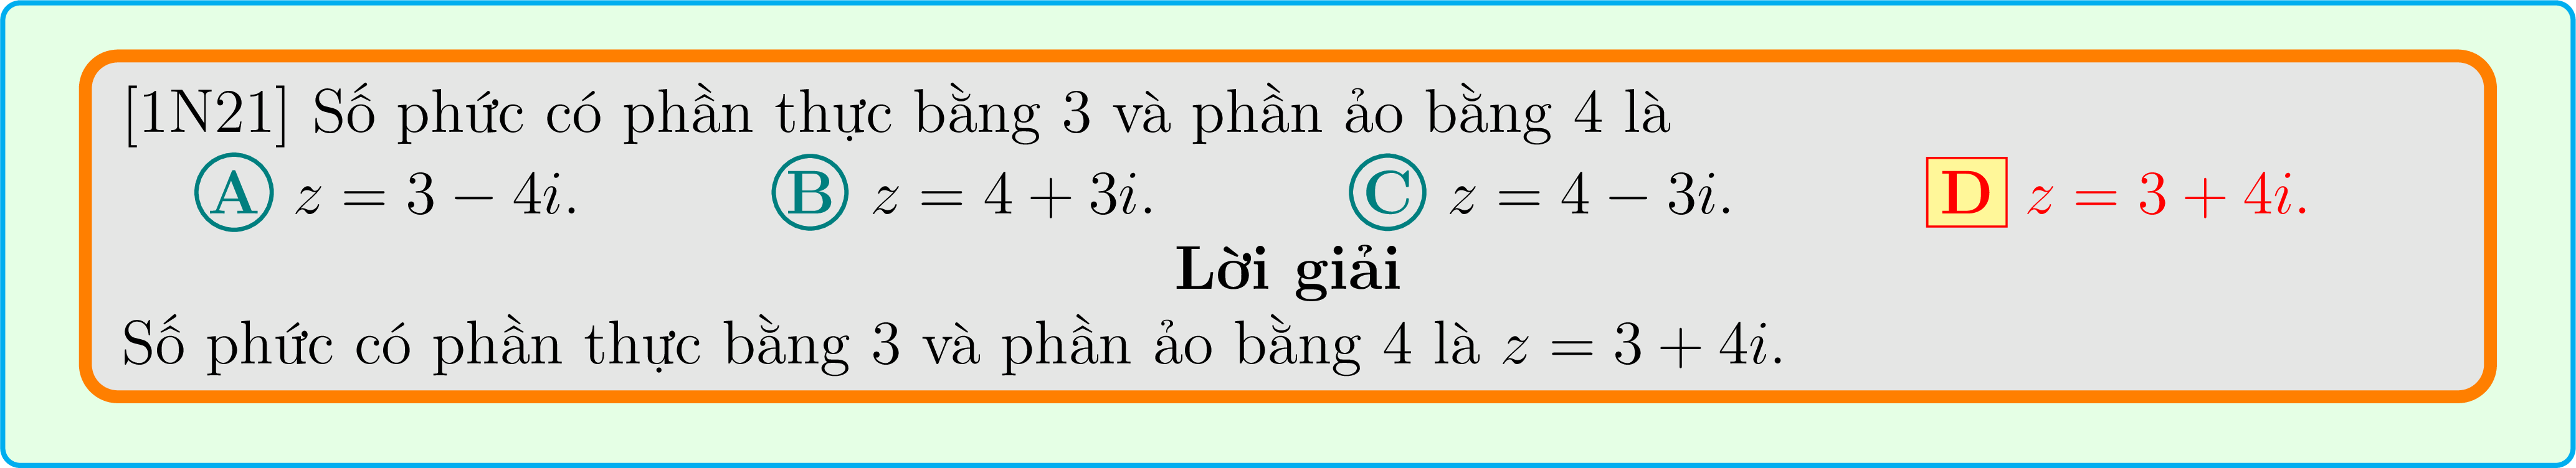 [1N21] Số phức có phần thực bằng 3 và phần ảo bằng 4 là
A z = 3 − 4i. B z = 4 + 3i. C z = 4 − 3i. D z = 3 + 4i.
Lời giải
Số phức có phần thực bằng 3 và phần ảo bằng 4 là z = 3 + 4i.